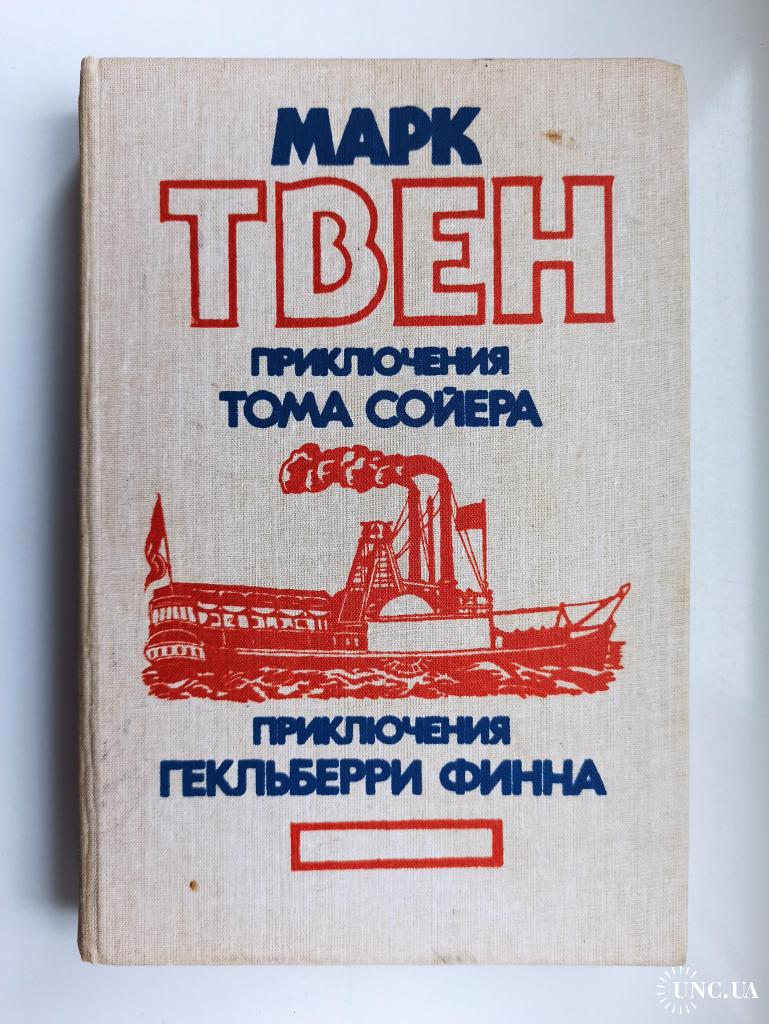 МАРК
ТВЕН
ПРИКЛЮЧЕНИЯ
ТОМА СОЙЕРА
ПРИКЛЮЧЕНИЯ
ГЕКЛЬБЕРРИ ФИННА
UNC.UA